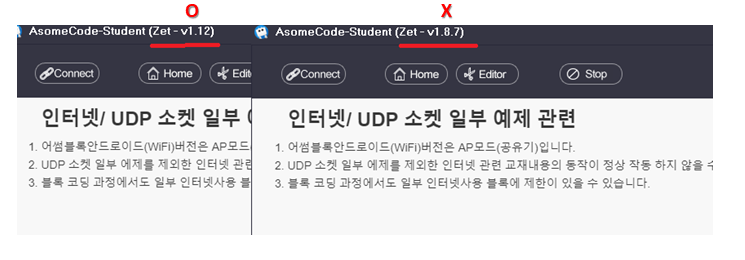 O
X
AsomeCode-Student (Zet - v1.12)
Connect
Home
Edit
인터넷/ UDP 소켓 일부
1. 어썸블록안드로이드(WiFi)버전은 AP모드
2. UDP 소켓 일부 에제를 제외한 인터넷 관련
3. 블록 코딩 과정에서도 일부 인터넷사용 블
AsomeCode-Student (Zet - v1.8.7)
Connect
Home
Editor
Stop
인터넷/ UDP 소켓 일부 예제 관련
1. 어썸블록안드로이드(WiFi)버전은 AP모드(공유기)입니다.
2. UDP 소켓 일부 에제를 제외한 인터넷 관련 교재내용의 동작이 정상 작동 하지 않을 수
3. 블록 코딩 과정에서도 일부 인터넷사용 블록에 제한이 있을 수 있습니다.